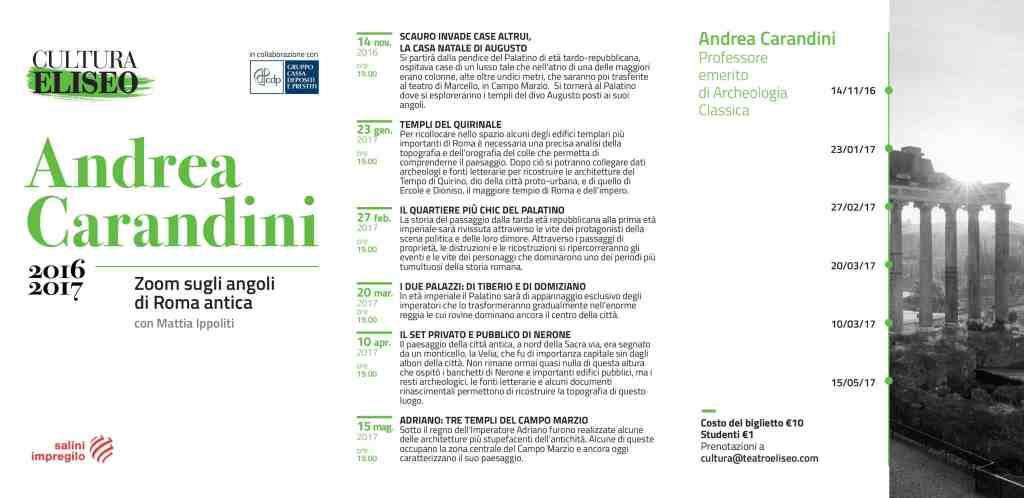 CULTURA
ELISEO
in collaborazione con
cdp
GRUPPO
CASSA
DEPOSITI
E PRESTITI
Andrea
Carandini
2016
2017
Zoom sugli angoli
di Roma antica
con Mattia Ippoliti
salini
impregilo
14 nov.
2016
ore
19.00
SCAURO INVADE CASE ALTRUI,
LA CASA NATALE DI AUGUSTO
Si partirà dalla pendice del Palatino di età tardo-repubblicana,
ospitava case di un lusso tale che nell'atrio di una delle maggiori
erano colonne, alte oltre undici metri, che saranno poi trasferite
al teatro di Marcello, in Campo Marzio. Si tornerà al Palatino
dove si esploreranno i templi del divo Augusto posti ai suoi
angoli.
23 gen.
2017
ore
19.00
TEMPLI DEL QUIRINALE
Per ricollocare nello spazio alcuni degli edifici templari più
importanti di Roma è necessaria una precisa analisi della
topografia e dell'orografia del colle che permetta di
comprenderne il paesaggio. Dopo ciò si potranno collegare dati
archeologi e fonti letterarie per ricostruire le architetture del
Tempo di Quirino, dio della città proto-urbana, e di quello di
Ercole e Dioniso, il maggiore tempio di Roma e dell'impero.
27 feb.
2017
ore
19.00
IL QUARTIERE PIÙ CHIC DEL PALATINO
La storia del passaggio dalla tarda età repubblicana alla prima età
imperiale sarà rivissuta attraverso le vite dei protagonisti della
scena politica e delle loro dimore. Attraverso i passaggi di
proprietà, le distruzioni e le ricostruzioni si ripercorreranno gli
eventi e le vite dei personaggi che dominarono uno dei periodi più
tumultuosi della storia romana.
20 mar.
2017
ore
19.00
I DUE PALAZZI: DI TIBERIO E DI DOMIZIANO
In età imperiale il Palatino sarà di appannaggio esclusivo degli
imperatori che lo trasformeranno gradualmente nell'enorme
reggia le cui rovine dominano ancora il centro della città.
10 apr.
2017
ore
19.00
IL SET PRIVATO E PUBBLICO DI NERONE
Il paesaggio della città antica, a nord della Sacra via, era segnato
da un monticello, la Velia, che fu di importanza capitale sin dagli
albori della città. Non rimane ormai quasi nulla di questa altura
che ospitò i banchetti di Nerone e importanti edifici pubblici, ma i
resti archeologici, le fonti letterarie e alcuni documenti
rinascimentali permettono di ricostruire la topografia di questo
luogo.
15 mag.
2017
ore
19.00
ADRIANO: TRE TEMPLI DEL CAMPO MARZIO
Sotto il regno dell'Imperatore Adriano furono realizzate alcune
delle architetture più stupefacenti dell'antichità. Alcune di queste
occupano la zona centrale del Campo Marzio e ancora oggi
caratterizzano il suo paesaggio.
Andrea Carandini
Professore
emerito
di Archeologia
Classica
14/11/16
23/01/17
27/02/17
20/03/17
10/03/17
15/05/17
Costo del biglietto €10
Studenti €1
Prenotazioni a
cultura@teatroeliseo.com